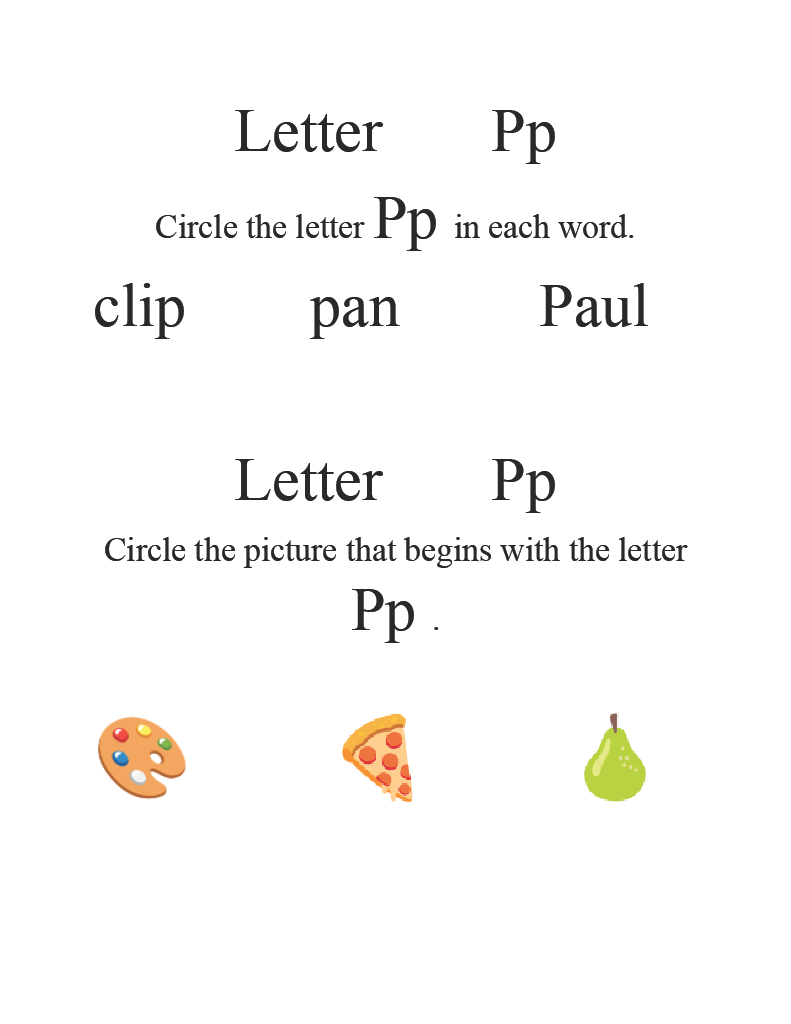 Letter Pp
Circle the letter Pp in each word.
clip pan Paul
Letter Pp
Circle the picture that begins with the letter
Pp .